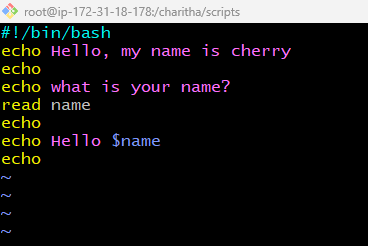 root@ip-172-31-18-178:/charitha/scripts
#!/bin/bash
echo Hello, my name is cherry
echo
echo what is your name?
read name
echo
echo Hello $name
echo
~
~
~
~